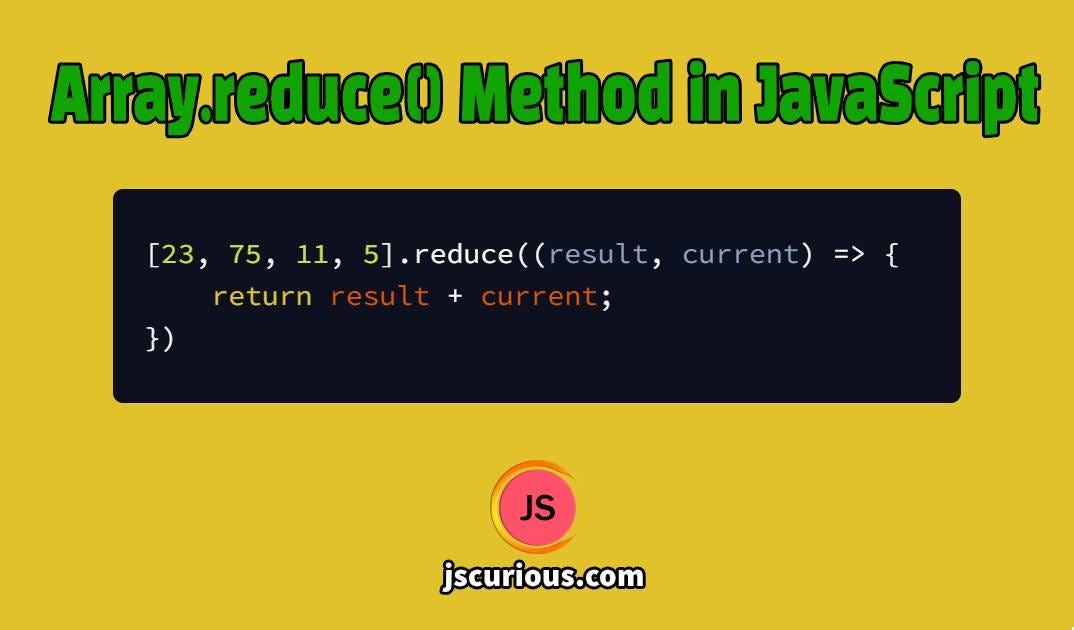 Array.reduce() Method in JavaScript
[23, 75, 11, 5].reduce((result, current) => {
    return result + current;
})
JS
jscurious.com